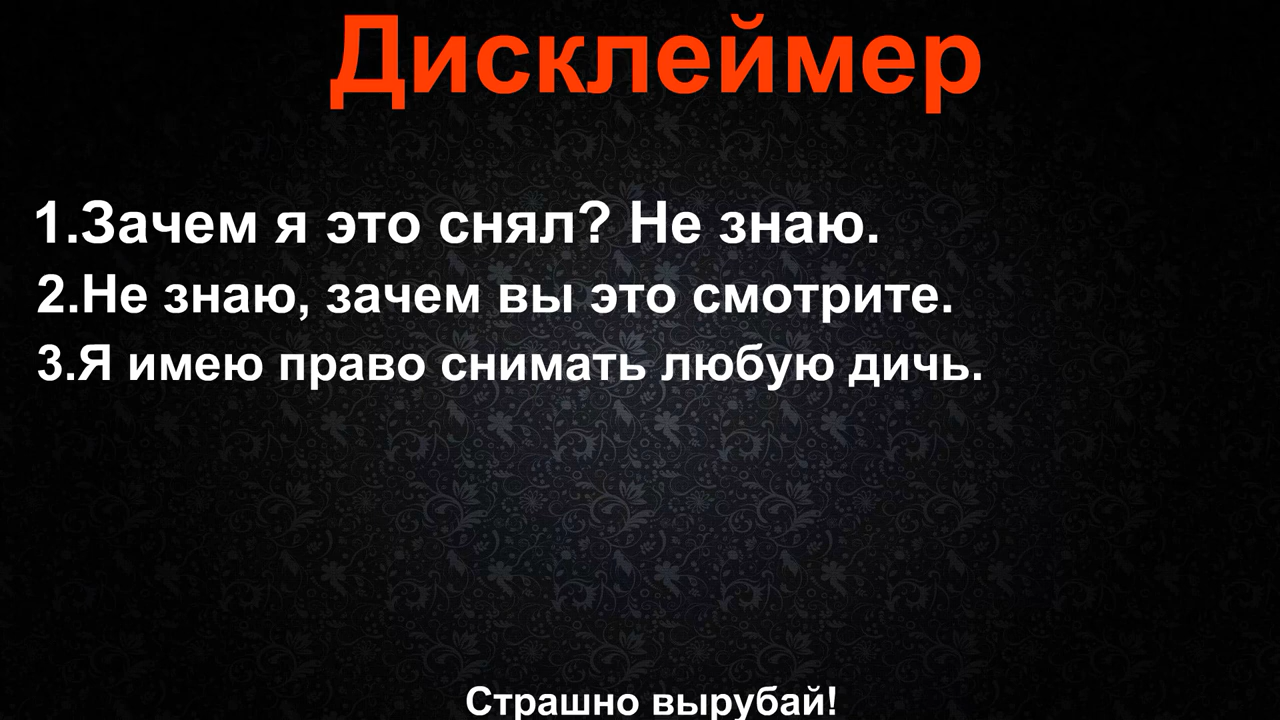 Дисклеймер
1.Зачем я это снял? Не знаю.
2.Не знаю, зачем вы это смотрите.
3.Я имею право снимать любую дичь.
Страшно вырубай!